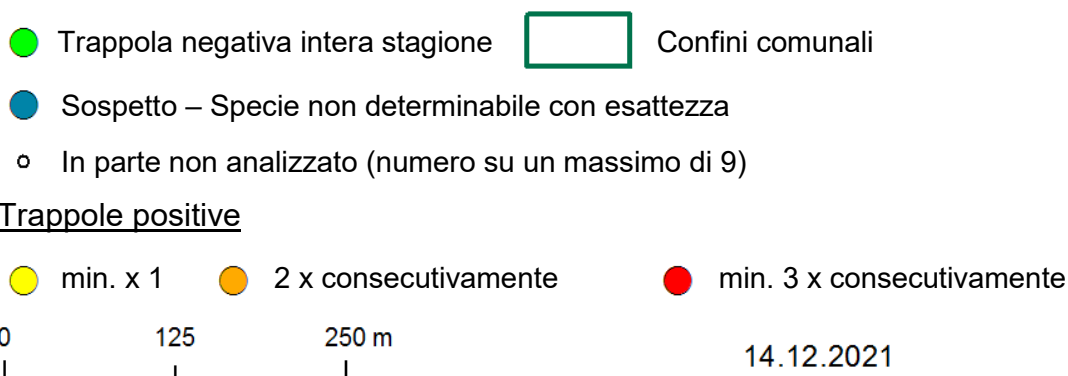 Trappola negativa intera stagione Confini comunali
Sospetto – Specie non determinabile con esattezza
In parte non analizzato (numero su un massimo di 9)
Trappole positive
min. x 1 2 x consecutivamente min. 3 x consecutivamente
0 125 250 m
14.12.2021